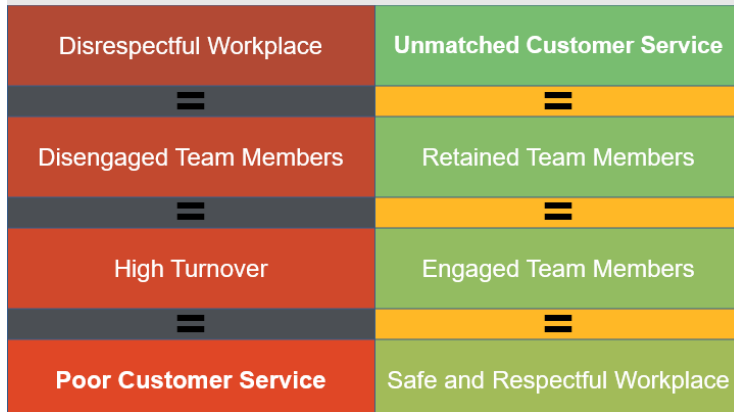 Disrespectful Workplace
Unmatched Customer Service
=
=
Disengaged Team Members
Retained Team Members
=
=
High Turnover
Engaged Team Members
=
=
Poor Customer Service
Safe and Respectful Workplace